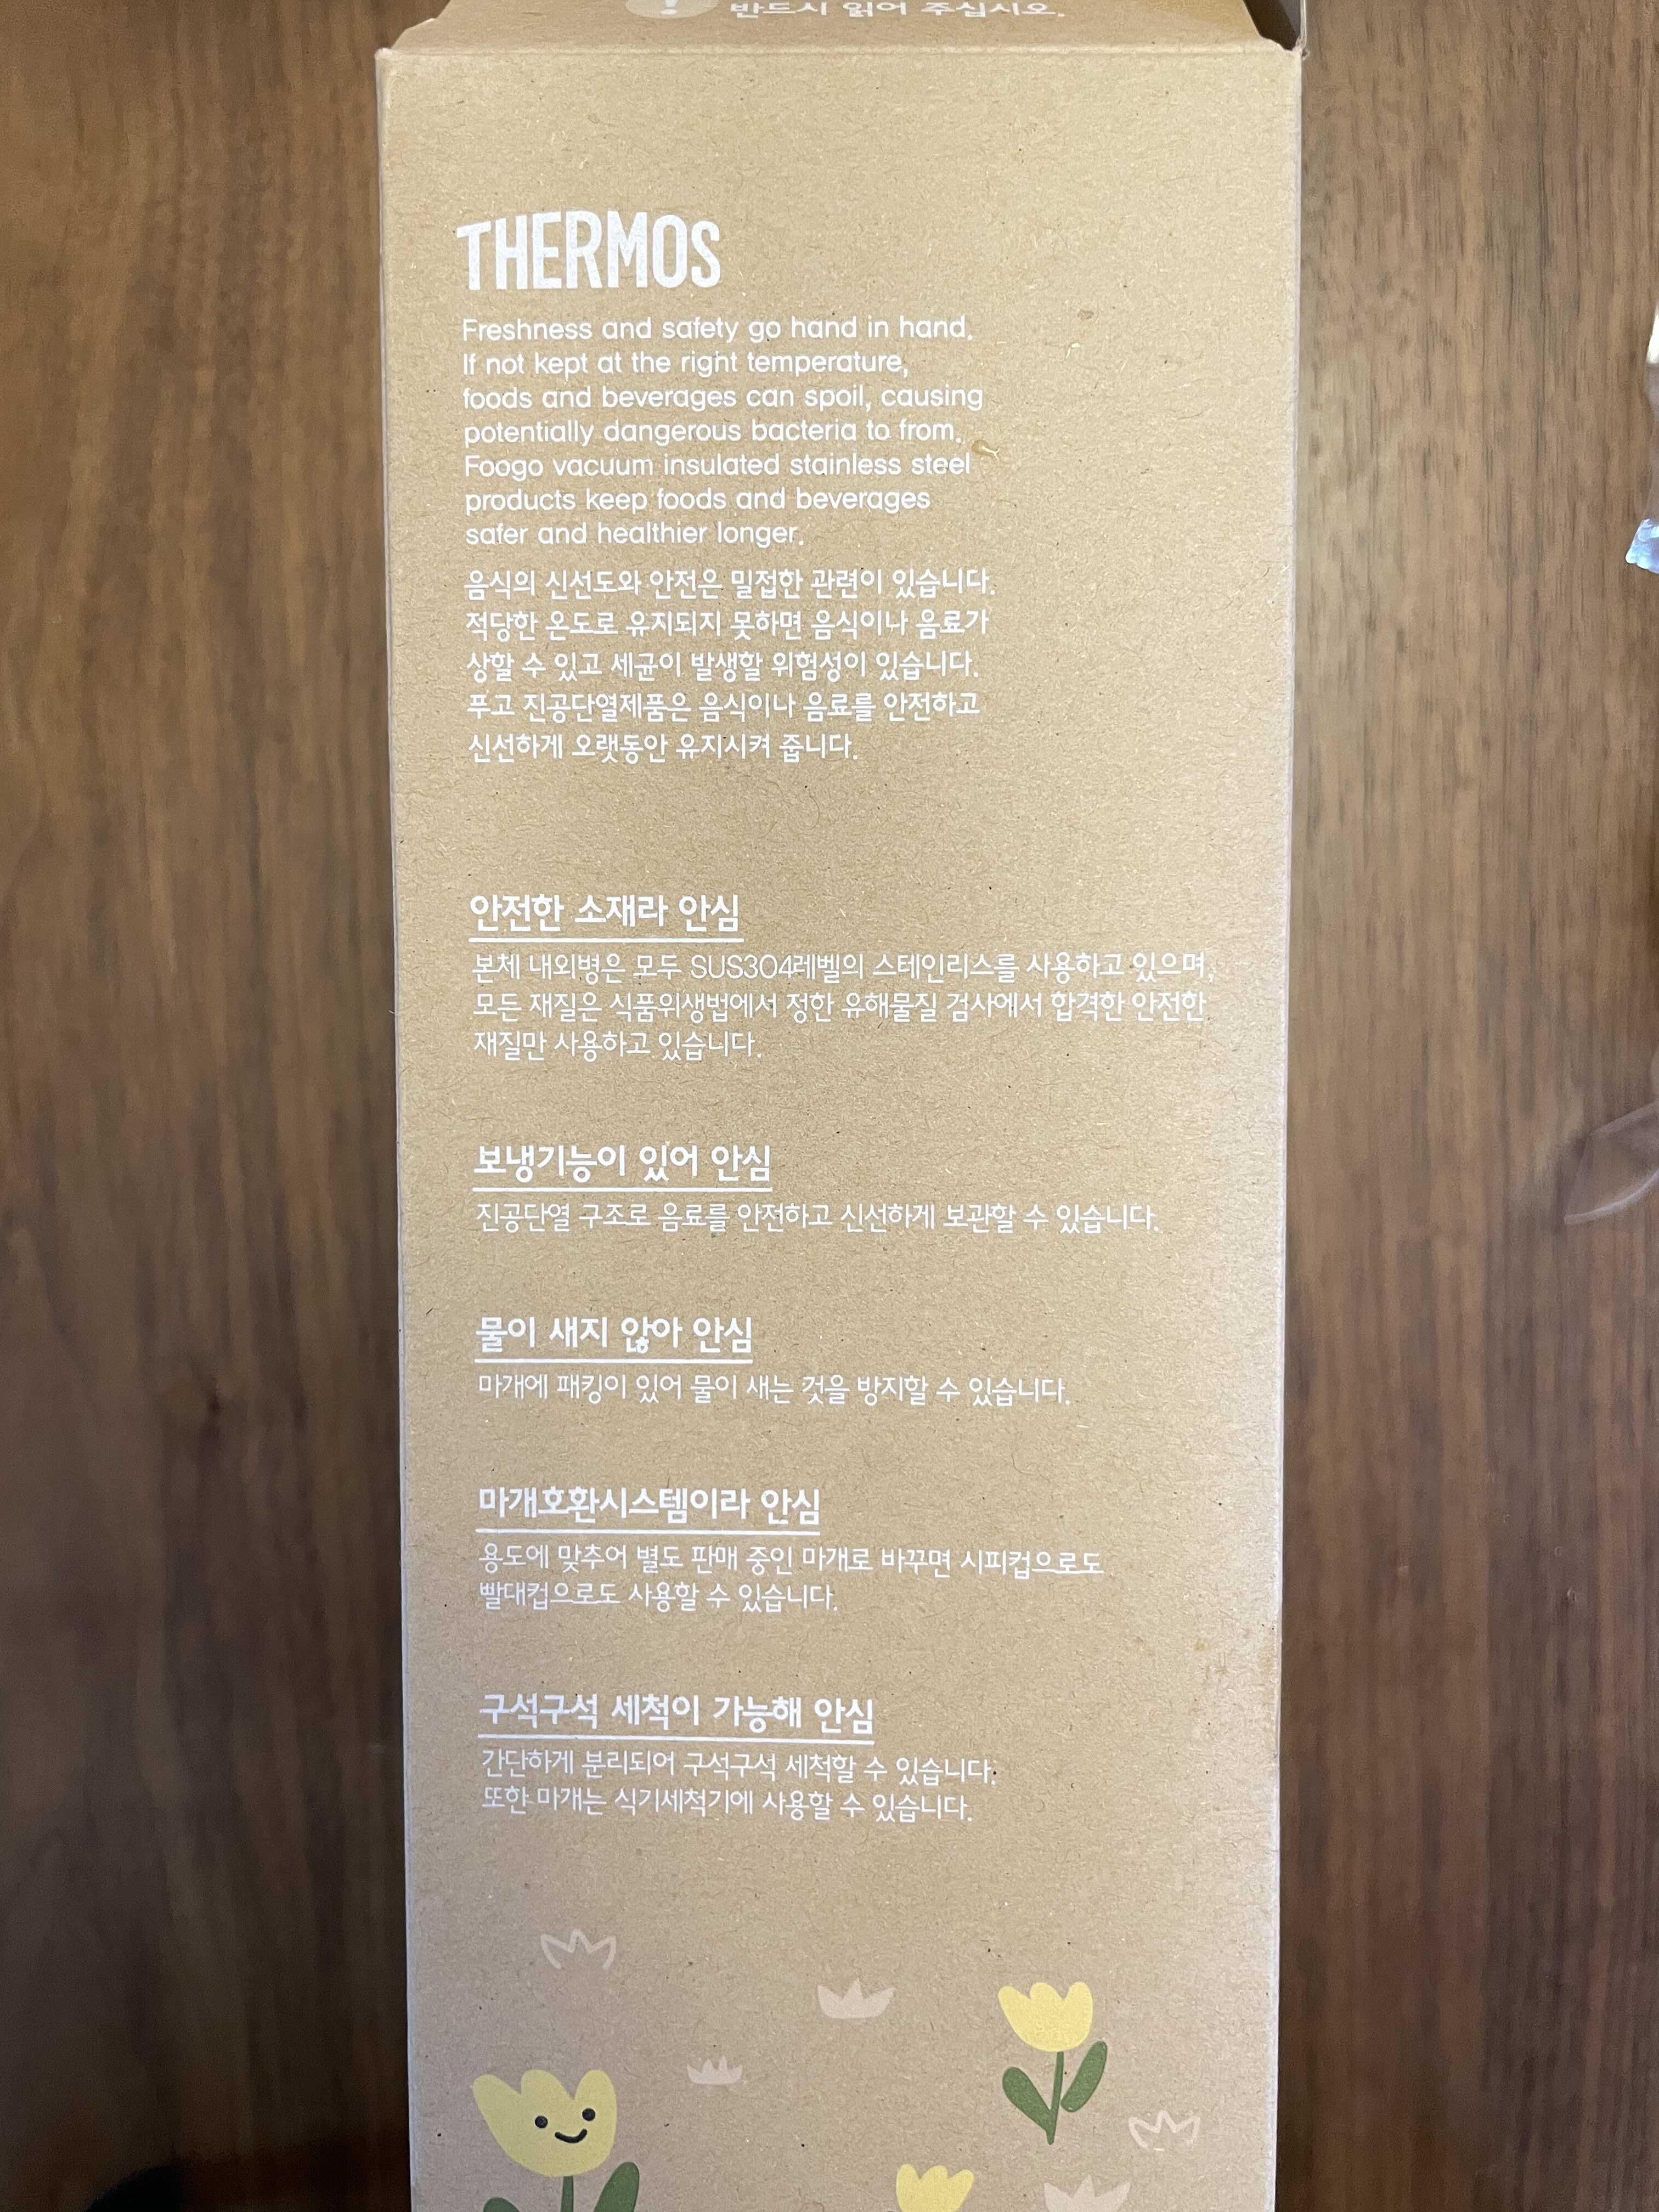 반드시 읽어 주십시오.
THERMOS
Freshness and safety go hand in hand.
If not kept at the right temperature,
foods and beverages can spoil, causing
potentially dangerous bacteria to from.
Foogo vacuum insulated stainless steel
products keep foods and beverages
safer and healthier longer.
음식의 신선도와 안전은 밀접한 관련이 있습니다.
적당한 온도로 유지되지 못하면 음식이나 음료가
상할 수 있고 세균이 발생할 위험성이 있습니다.
푸고 진공단열제품은 음식이나 음료를 안전하고
신선하게 오랫동안 유지시켜 줍니다.
안전한 소재라 안심
본체 내외병은 모두 SUS304레벨의 스테인리스를 사용하고 있으며,
모든 재질은 식품위생법에서 정한 유해물질 검사에서 합격한 안전한
재질만 사용하고 있습니다.
보냉기능이 있어 안심
진공단열 구조로 음료를 안전하고 신선하게 보관할 수 있습니다.
물이 새지 않아 안심
마개에 패킹이 있어 물이 새는 것을 방지할 수 있습니다.
마개호환시스템이라 안심
용도에 맞추어 별도 판매 중인 마개로 바꾸면 시피컵으로도
빨대컵으로도 사용할 수 있습니다.
구석구석 세척이 가능해 안심
간단하게 분리되어 구석구석 세척할 수 있습니다.
또한 마개는 식기세척기에 사용할 수 있습니다.